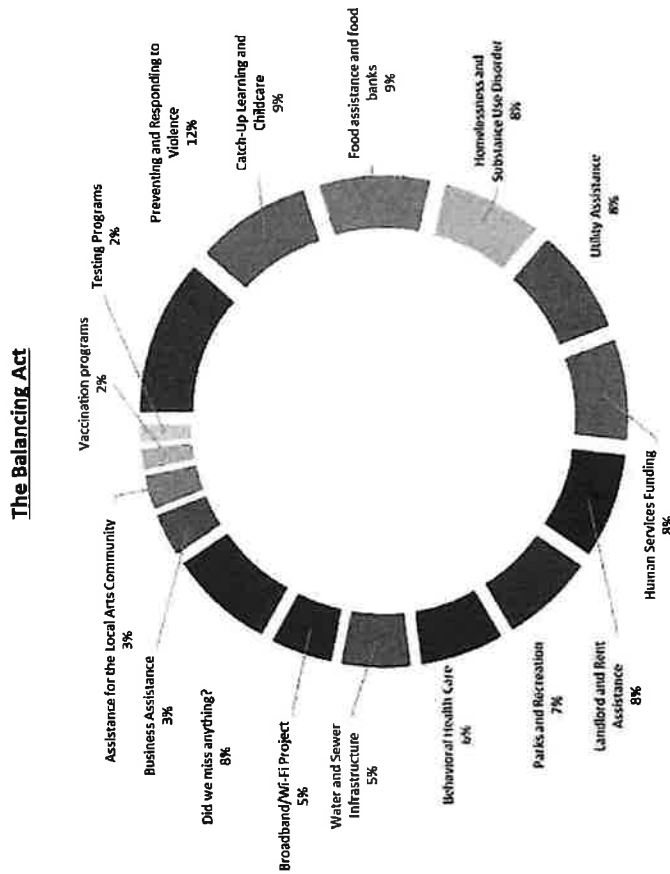 The Balancing Act
Preventing and Responding to
Violence
12%
Catch-Up Learning and
Childcare
9%
Food assistance and food
banks
9%
Homelessness and
Substance Use Disorder
8%
Utility Assistance
8%
Human Services Funding
8%
Landlord and Rent
Assistance
8%
Parks and Recreation
7%
Behavioral Health Care
6%
Water and Sewer
Infrastructure
5%
Broadband/Wi-Fi Project
5%
Did we miss anything?
8%
Business Assistance
3%
Assistance for the Local Arts Community
3%
Vaccination programs
2%
Testing Programs
2%